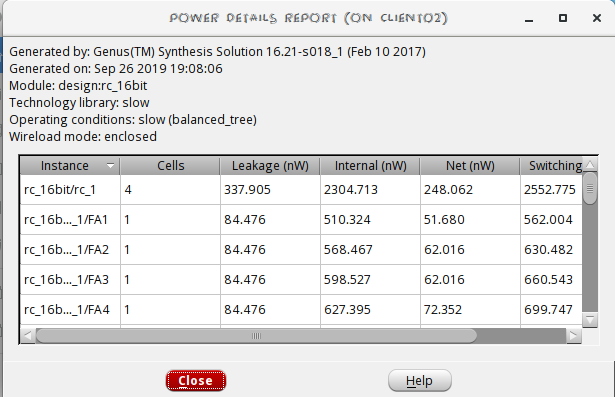 POWER DETAILS REPORT (ON CLIENT02)
Generated by: Genus(TM) Synthesis Solution 16.21-s018_1 (Feb 10 2017)
Generated on: Sep 26 2019 19:08:06
Module: design:rc_16bit
Technology library: slow
Operating conditions: slow (balanced_tree)
Wireload mode: enclosed
Instance Cells Leakage (nW) Internal (nW) Net (nW) Switching
rc_16bit/rc_1 4 337.905 2304.713 248.062 2552.775
rc_16b..._1/FA1 1 84.476 510.324 51.680 562.004
rc_16b..._1/FA2 1 84.476 568.467 62.016 630.482
rc_16b..._1/FA3 1 84.476 598.527 62.016 660.543
rc_16b..._1/FA4 1 84.476 627.395 72.352 699.747
Close Help